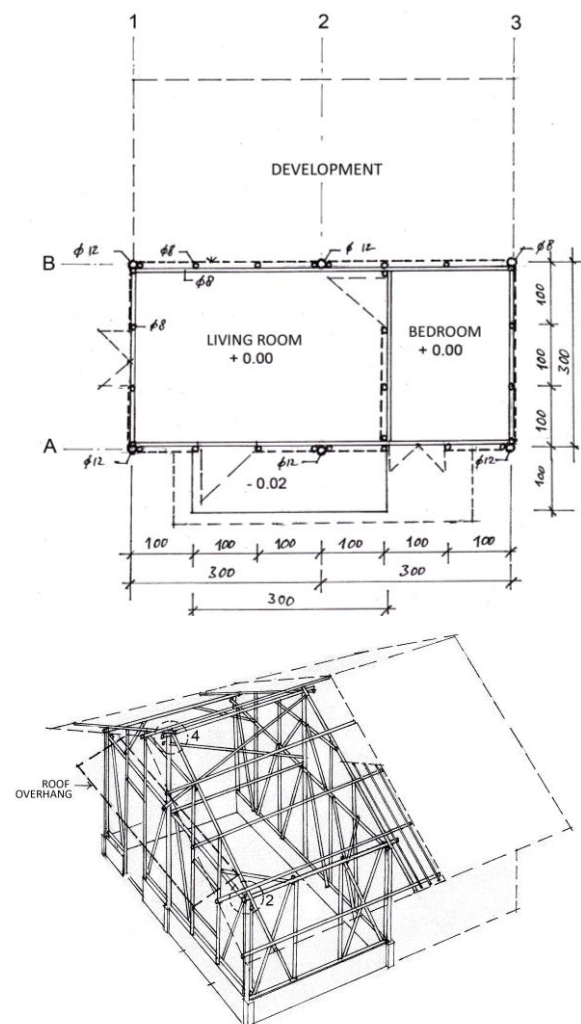 1 2 3
DEVELOPMENT
B ϕ 12 ϕ8 ϕ 12 ϕ8
ϕ8
100
ϕ8
LIVING ROOM
+ 0.00
BEDROOM
+ 0.00
100 300
100
A
ϕ12 ϕ12 ϕ12
- 0.02
100
100 100 100 100 100 100
300 300
300
4
ROOF
OVERHANG
2